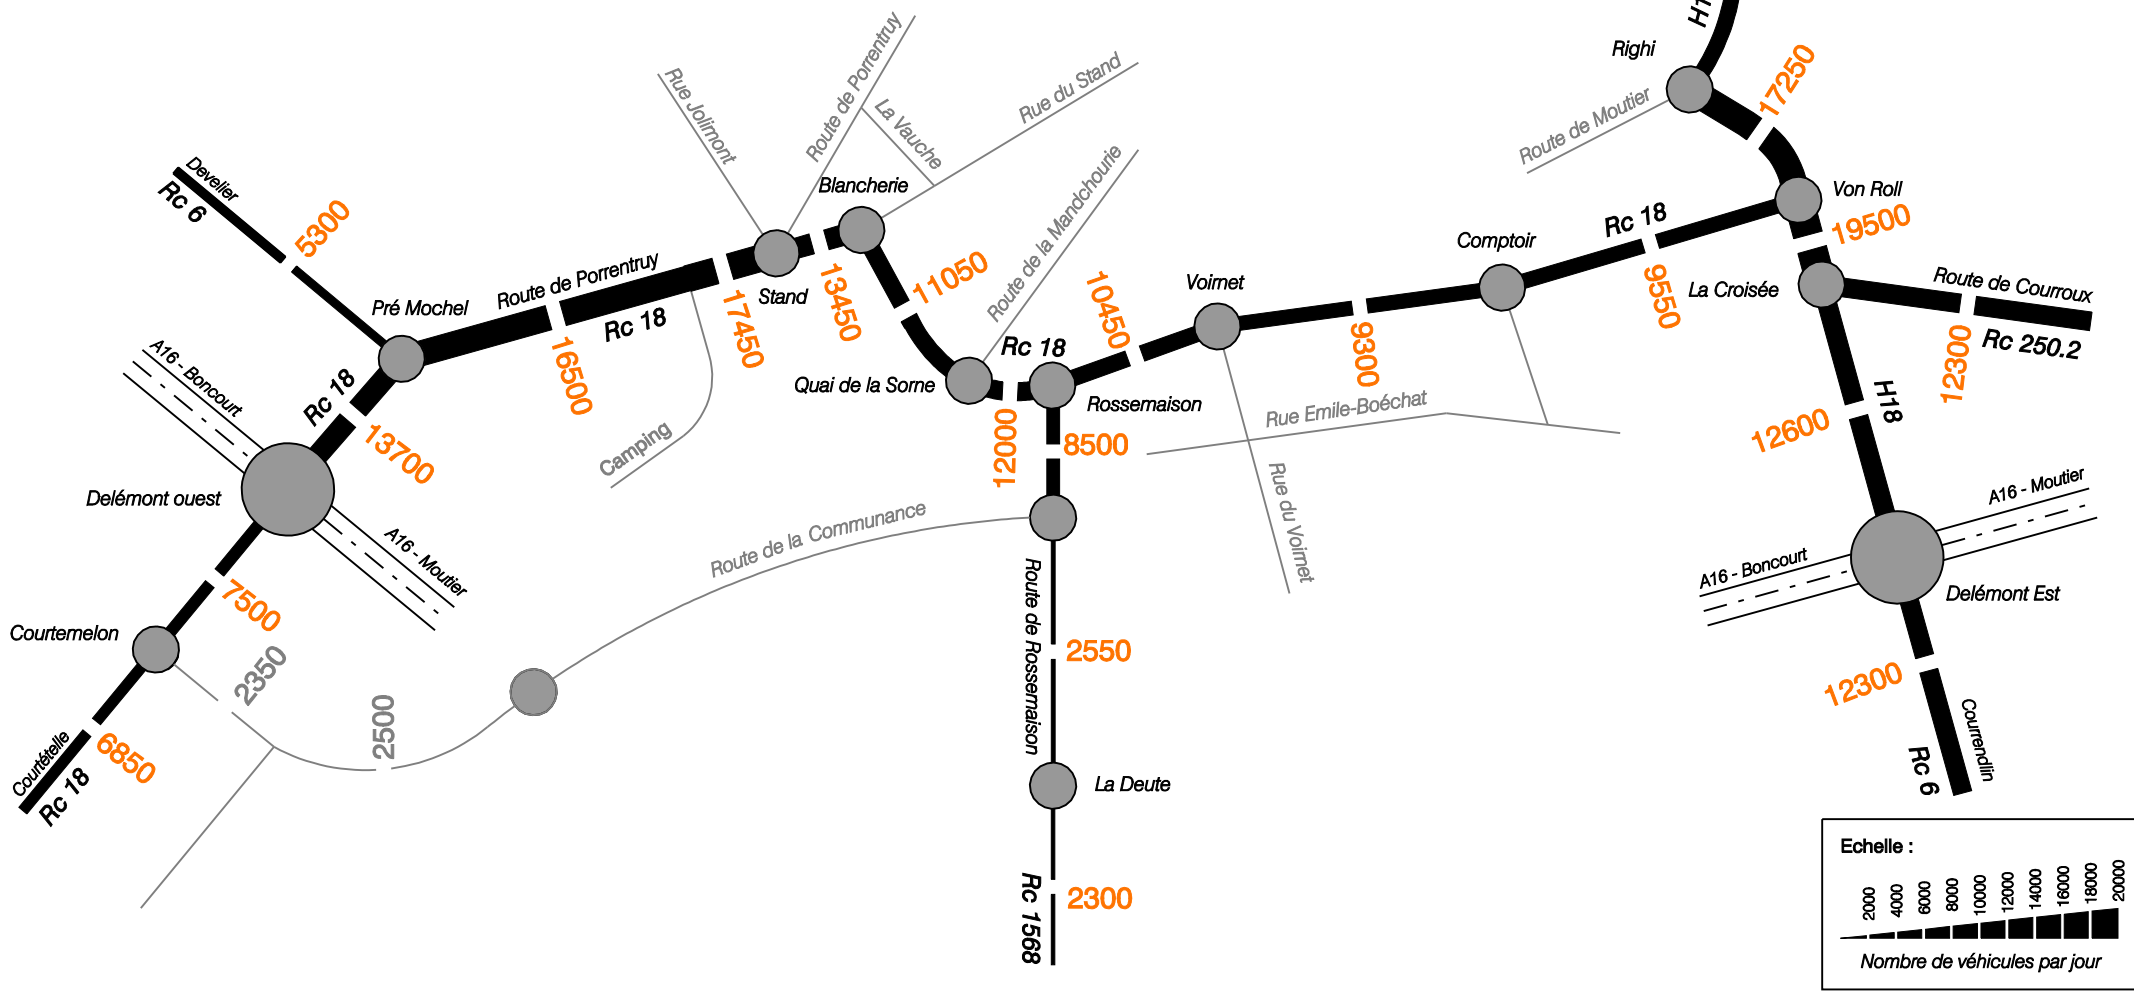 H1
Righi
17250
Route de Moutier
Von Roll
19500
Rc 18
Comptoir
9550
La Croisée
Route de Courroux
Rc 250.2
12300
H18
12600
A16 - Moutier
A16 - Boncourt
Delémont Est
12300
Courrendlin
Rc 6
Rue Jolimont
Route de Porrentruy
La Vauche
Rue du Stand
Blancherie
Route de la Mandchourie
Develier
Rc 6
5300
Pré Mochel
Route de Porrentruy
Rc 18
16500
17450
Stand
13450
11050
Quai de la Sorne
Rc 18
10450
Voirnet
9300
Rossemaison
12000
8500
Rue Emile-Boéchat
Rue du Voirnet
A16 - Boncourt
Rc 18
13700
Camping
Delémont ouest
A16 - Moutier
7500
Courtemelon
2350
2500
Courtételle
Rc 18
6850
Route de la Communance
Route de Rossemaison
2550
La Deute
Rc 1568
2300
Echelle :
2000
4000
6000
8000
10000
12000
14000
16000
18000
20000
Nombre de véhicules par jour